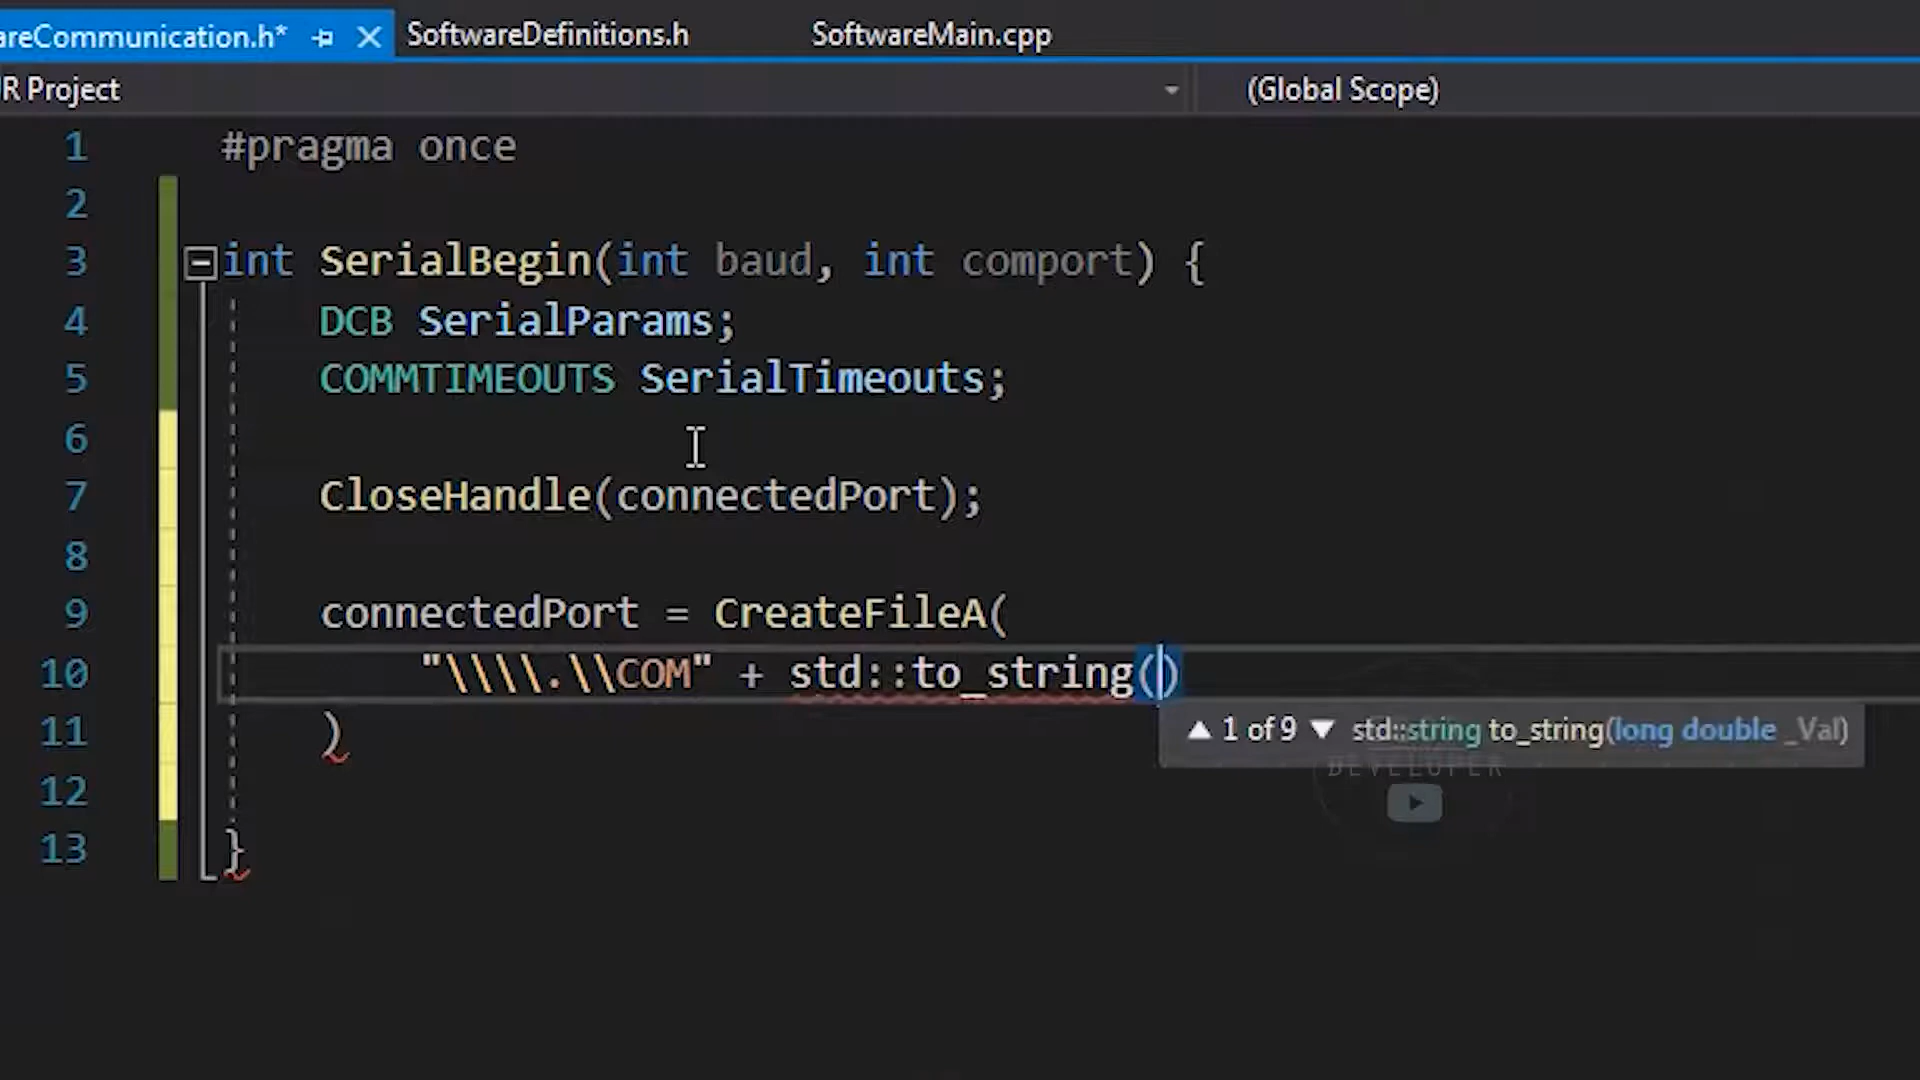 areCommunication.h* SoftwareDefinitions.h SoftwareMain.cpp
R Project (Global Scope)
1 #pragma once
2
3 int SerialBegin(int baud, int comport) {
4 DCB SerialParams;
5 COMMTIMEOUTS SerialTimeouts;
6
7 CloseHandle(connectedPort);
8
9 connectedPort = CreateFileA(
10 "\\\\.\\COM" + std::to_string()
▲ 1 of 9 ▼ std::string to_string(long double _Val)
11 )
DEVELOPER
12
13 }